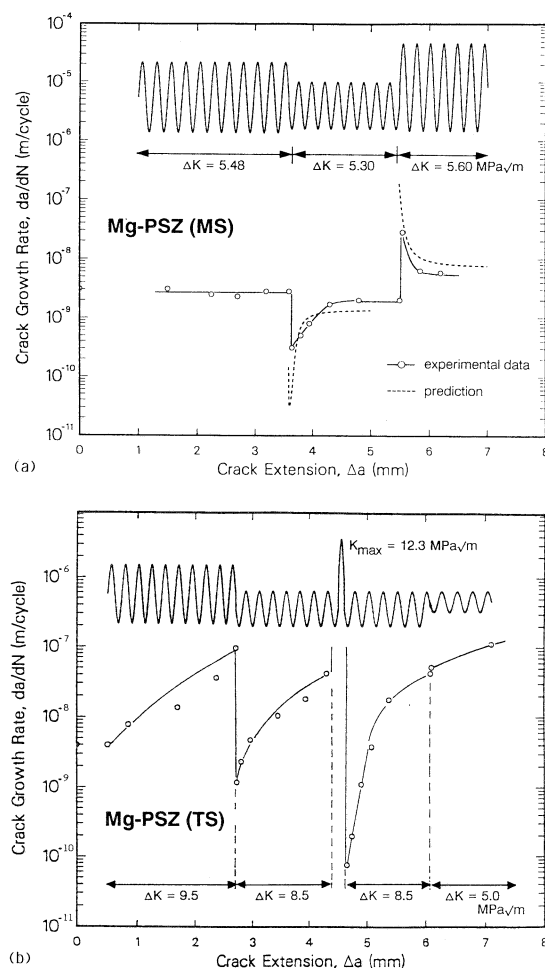 10⁻⁴
10⁻⁵
10⁻⁶
10⁻⁷
10⁻⁸
10⁻⁹
10⁻¹⁰
10⁻¹¹
Crack Growth Rate, da/dN (m/cycle)
ΔK = 5.48
ΔK = 5.30
ΔK = 5.60 MPa√m
Mg-PSZ (MS)
experimental data
prediction
0 1 2 3 4 5 6 7 8
(a)
Crack Extension, Δa (mm)
10⁻⁶
10⁻⁷
10⁻⁸
10⁻⁹
10⁻¹⁰
10⁻¹¹
Crack Growth Rate, da/dN (m/cycle)
Kmax = 12.3 MPa√m
Mg-PSZ (TS)
ΔK = 9.5
ΔK = 8.5
ΔK = 8.5
ΔK = 5.0
MPa√m
0 1 2 3 4 5 6 7 8
(b)
Crack Extension, Δa (mm)